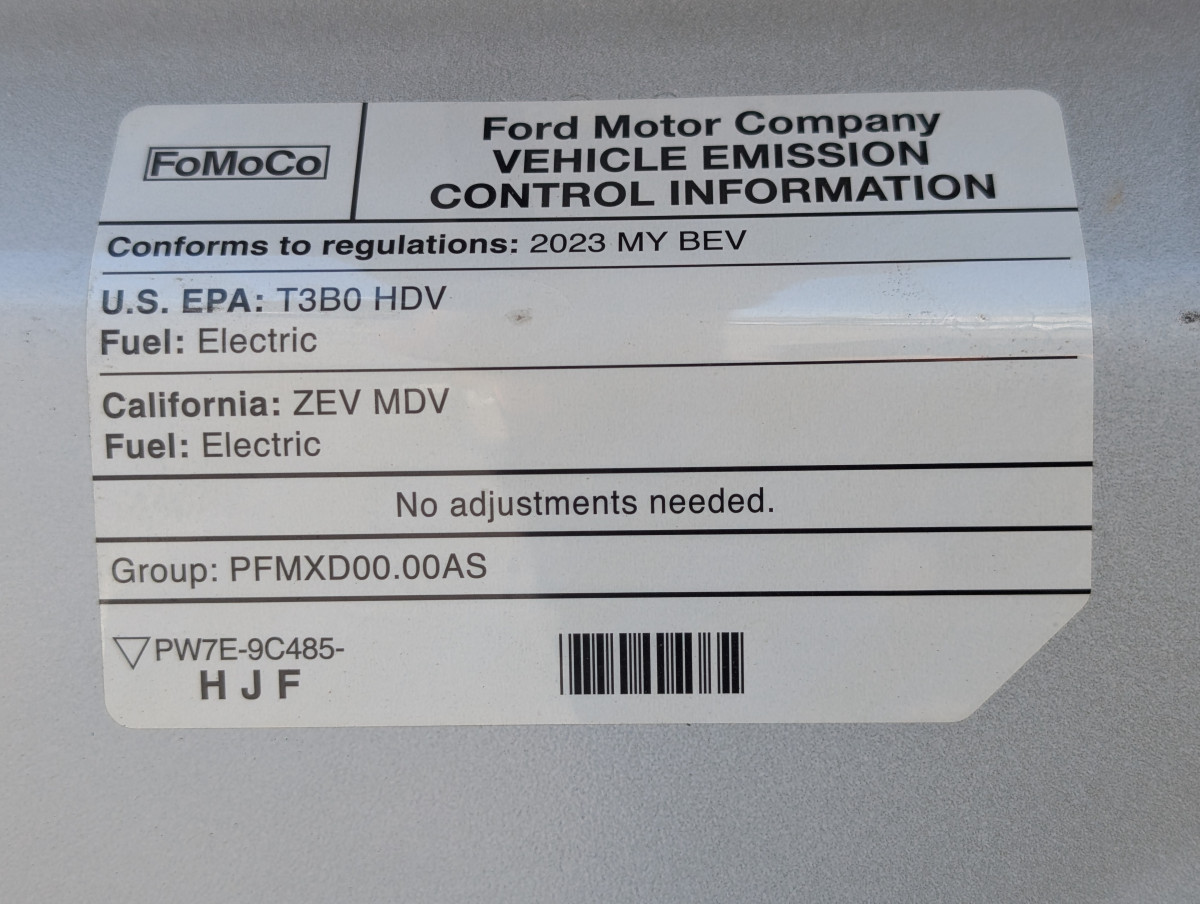 FoMoCo
Ford Motor Company
VEHICLE EMISSION
CONTROL INFORMATION
Conforms to regulations: 2023 MY BEV
U.S. EPA: T3B0 HDV
Fuel: Electric
California: ZEV MDV
Fuel: Electric
No adjustments needed.
Group: PFMXD00.00AS
PW7E-9C485-
H J F